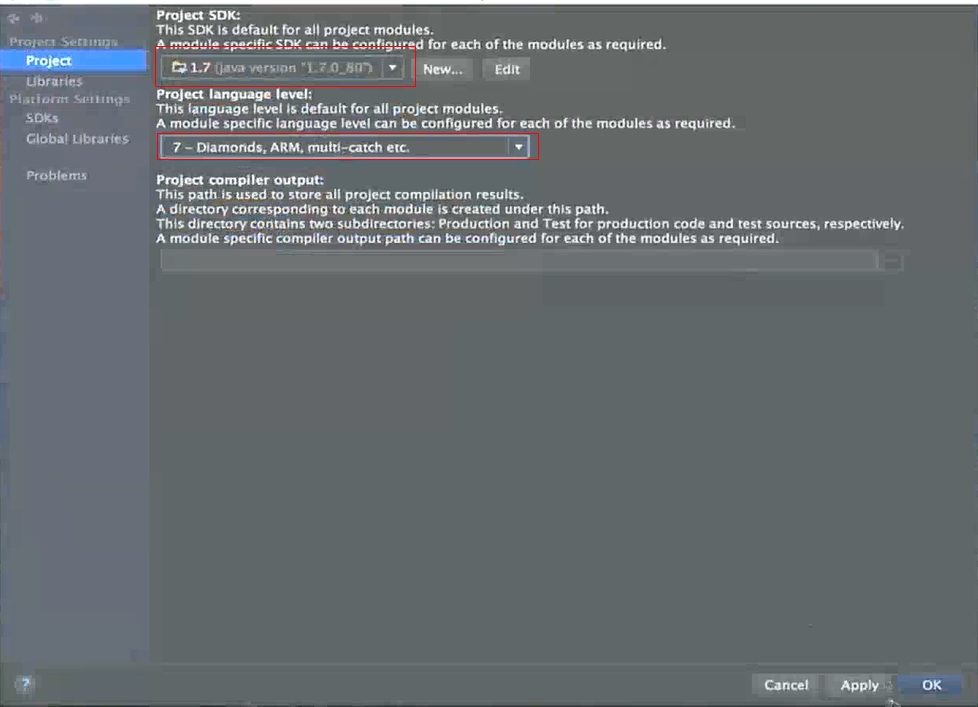 Project Settings
Project
Libraries
Platform Settings
SDKs
Global Libraries
Problems
Project SDK:
This SDK is default for all project modules.
A module specific SDK can be configured for each of the modules as required.
1.7 (java version "1.7.0_80")
New...
Edit
Project language level:
This language level is default for all project modules.
A module specific language level can be configured for each of the modules as required.
7 – Diamonds, ARM, multi-catch etc.
Project compiler output:
This path is used to store all project compilation results.
A directory corresponding to each module is created under this path.
This directory contains two subdirectories: Production and Test for production code and test sources, respectively.
A module specific compiler output path can be configured for each of the modules as required.
...
?
Cancel
Apply
OK